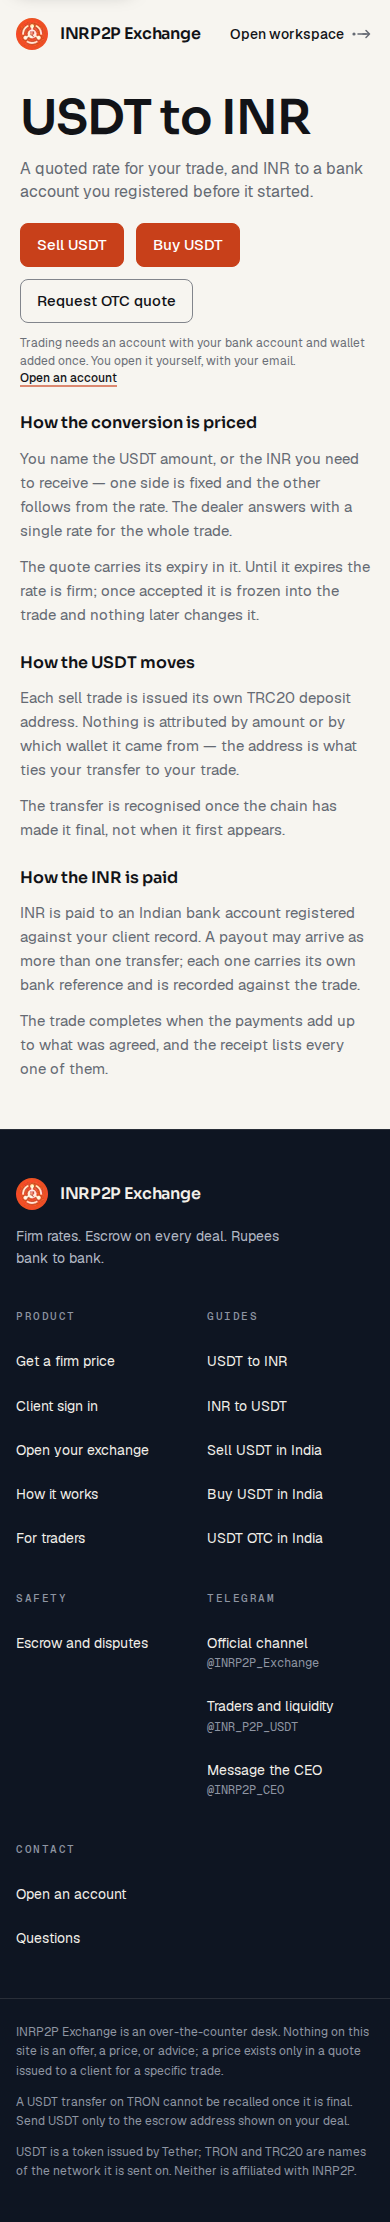 INRP2P Exchange
Open workspace
USDT to INR
A quoted rate for your trade, and INR to a bank
account you registered before it started.
Sell USDT
Buy USDT
Request OTC quote
Trading needs an account with your bank account and wallet
added once. You open it yourself, with your email.
Open an account
How the conversion is priced
You name the USDT amount, or the INR you need
to receive — one side is fixed and the other
follows from the rate. The dealer answers with a
single rate for the whole trade.
The quote carries its expiry in it. Until it expires the
rate is firm; once accepted it is frozen into the
trade and nothing later changes it.
How the USDT moves
Each sell trade is issued its own TRC20 deposit
address. Nothing is attributed by amount or by
which wallet it came from — the address is what
ties your transfer to your trade.
The transfer is recognised once the chain has
made it final, not when it first appears.
How the INR is paid
INR is paid to an Indian bank account registered
against your client record. A payout may arrive as
more than one transfer; each one carries its own
bank reference and is recorded against the trade.
The trade completes when the payments add up
to what was agreed, and the receipt lists every
one of them.
INRP2P Exchange
Firm rates. Escrow on every deal. Rupees
bank to bank.
PRODUCT
Get a firm price
Client sign in
Open your exchange
How it works
For traders
GUIDES
USDT to INR
INR to USDT
Sell USDT in India
Buy USDT in India
USDT OTC in India
SAFETY
Escrow and disputes
TELEGRAM
Official channel
@INRP2P_Exchange
Traders and liquidity
@INR_P2P_USDT
Message the CEO
@INRP2P_CEO
CONTACT
Open an account
Questions
INRP2P Exchange is an over-the-counter desk. Nothing on this
site is an offer, a price, or advice; a price exists only in a quote
issued to a client for a specific trade.
A USDT transfer on TRON cannot be recalled once it is final.
Send USDT only to the escrow address shown on your deal.
USDT is a token issued by Tether; TRON and TRC20 are names
of the network it is sent on. Neither is affiliated with INRP2P.